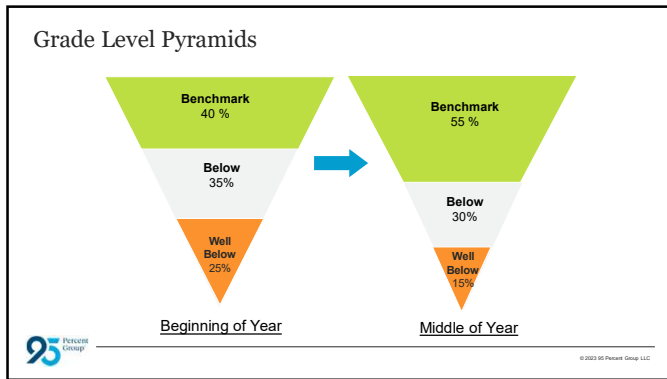 Grade Level Pyramids
Benchmark
40 %
Below
35%
Well
Below
25%
Beginning of Year
Benchmark
55 %
Below
30%
Well
Below
15%
Middle of Year
95 Percent
Group
© 2023 95 Percent Group LLC